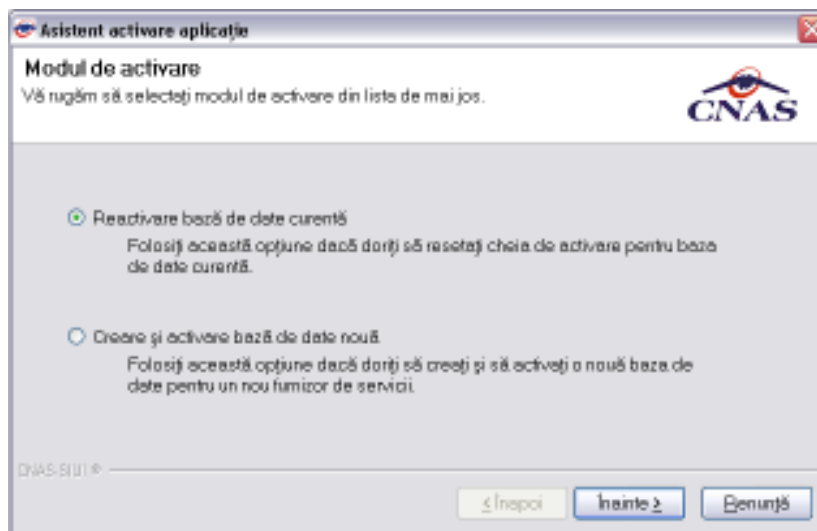 Asistent activare aplicație
Modul de activare
Vă rugăm să selectați modul de activare din lista de mai jos.
CNAS
Reactivare bază de date curentă
Folosiți această opțiune dacă doriți să resetați cheia de activare pentru baza
de date curentă.
Creare și activare bază de date nouă
Folosiți această opțiune dacă doriți să creați și să activați o nouă baza de
date pentru un nou furnizor de servicii.
CNAS-SIUI ®
< Înapoi
Înainte >
Renunță